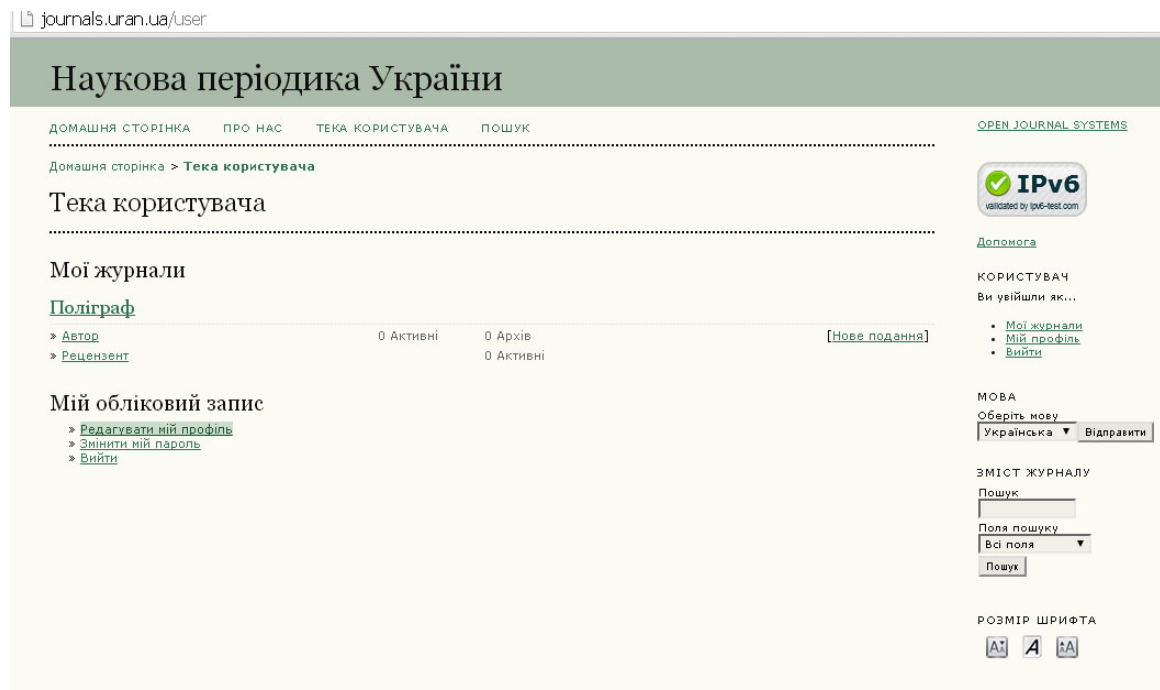 journals.uran.ua/user
Наукова періодика України
ДОМАШНЯ СТОРІНКА ПРО НАС ТЕКА КОРИСТУВАЧА ПОШУК
Домашня сторінка > Тека користувача
Тека користувача
Мої журнали
Поліграф
» Автор 0 Активні 0 Архів [Нове подання]
» Рецензент 0 Активні
Мій обліковий запис
» Редагувати мій профіль
» Змінити мій пароль
» Вийти
OPEN JOURNAL SYSTEMS
IPv6
validated by ipv6-test.com
Допомога
КОРИСТУВАЧ
Ви увійшли як...
Мої журнали
Мій профіль
Вийти
МОВА
Оберіть мову
Українська ▼ Відправити
ЗМІСТ ЖУРНАЛУ
Пошук
Поля пошуку
Всі поля ▼
Пошук
РОЗМІР ШРИФТА
A A A